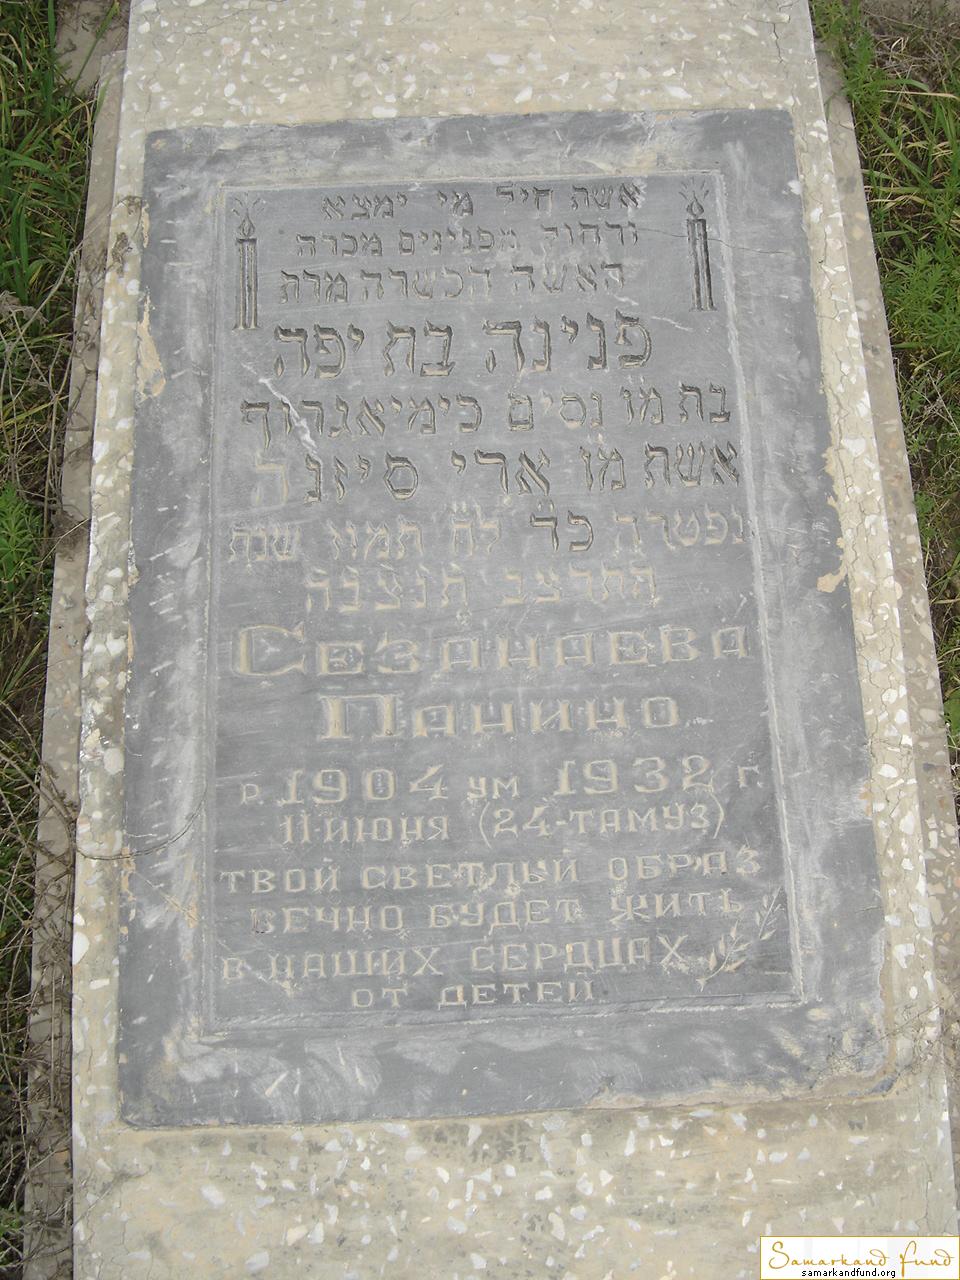 אשת חיל מי ימצא
ורחוק מפנינים מכרה
האשה הכשרה מרת
פנינה בת יפה
בת מו נסים כימיאגרוף
אשת מו ארי סיזנה
נפטרה כד לח תמוז שנת
התרצב תנצבה
Сезанаева
Панино
р. 1904 ум 1932 г.
11 июня (24-тамуз)
твой светлый образ
вечно будет жить
в наших сердцах
от детей.
Samarkand Fund
samarkandfund.org